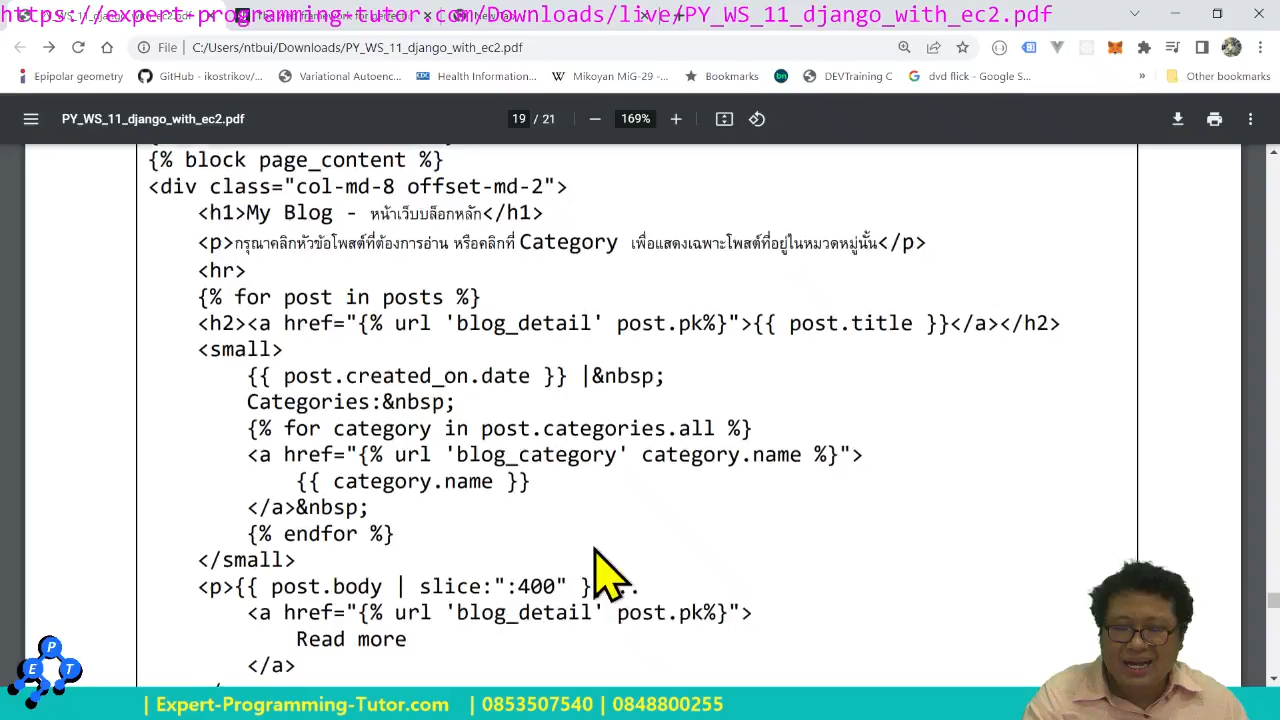 https://expert-programming-tutor.com/Downloads/live/PY_WS_11_django_with_ec2.pdf
File | C:/Users/ntbui/Downloads/PY_WS_11_django_with_ec2.pdf
Epipolar geometry
GitHub - ikostrikov/...
Variational Autoenc...
Health Information,...
Mikoyan MiG-29 -...
Bookmarks
DEVTraining C
dvd flick - Google S...
»
Other bookmarks
PY_WS_11_django_with_ec2.pdf
19 / 21
169%
{% block page_content %}
<div class="col-md-8 offset-md-2">
<h1>My Blog - หน้าเว็บบล็อกหลัก</h1>
<p>กรุณาคลิกหัวข้อโพสต์ที่ต้องการอ่าน หรือคลิกที่ Category เพื่อแสดงเฉพาะโพสต์ที่อยู่ในหมวดหมู่นั้น</p>
<hr>
{% for post in posts %}
<h2><a href="{% url 'blog_detail' post.pk%}">{{ post.title }}</a></h2>
<small>
{{ post.created_on.date }} |&nbsp;
Categories:&nbsp;
{% for category in post.categories.all %}
<a href="{% url 'blog_category' category.name %}">
{{ category.name }}
</a>&nbsp;
{% endfor %}
</small>
<p>{{ post.body | slice:":400" }...
<a href="{% url 'blog_detail' post.pk%}">
Read more
</a>
E P T
| Expert-Programming-Tutor.com | 0853507540 | 0848800255